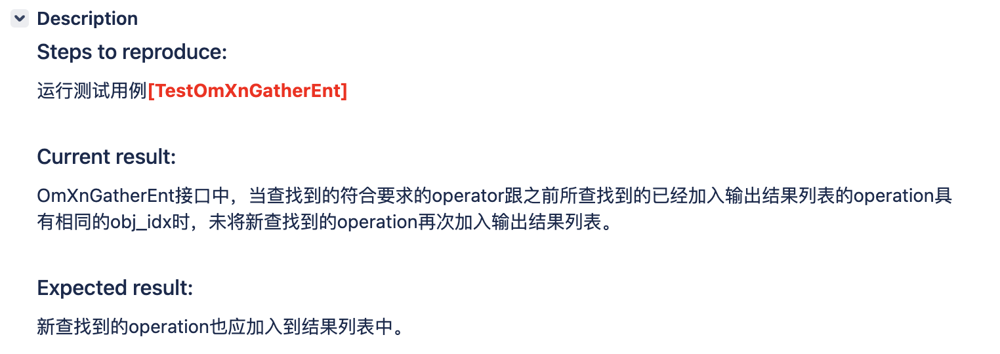 Description
Steps to reproduce:
运行测试用例[TestOmXnGatherEnt]
Current result:
OmXnGatherEnt接口中，当查找到的符合要求的operator跟之前所查找到的已经加入输出结果列表的operation具
有相同的obj_idx时，未将新查找到的operation再次加入输出结果列表。
Expected result:
新查找到的operation也应加入到结果列表中。